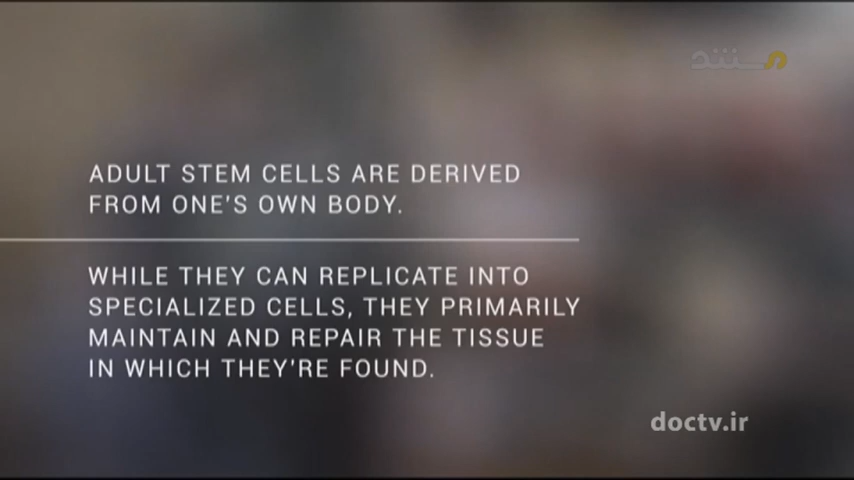 مستند
ADULT STEM CELLS ARE DERIVED
FROM ONE'S OWN BODY.
WHILE THEY CAN REPLICATE INTO
SPECIALIZED CELLS, THEY PRIMARILY
MAINTAIN AND REPAIR THE TISSUE
IN WHICH THEY'RE FOUND.
doctv.ir